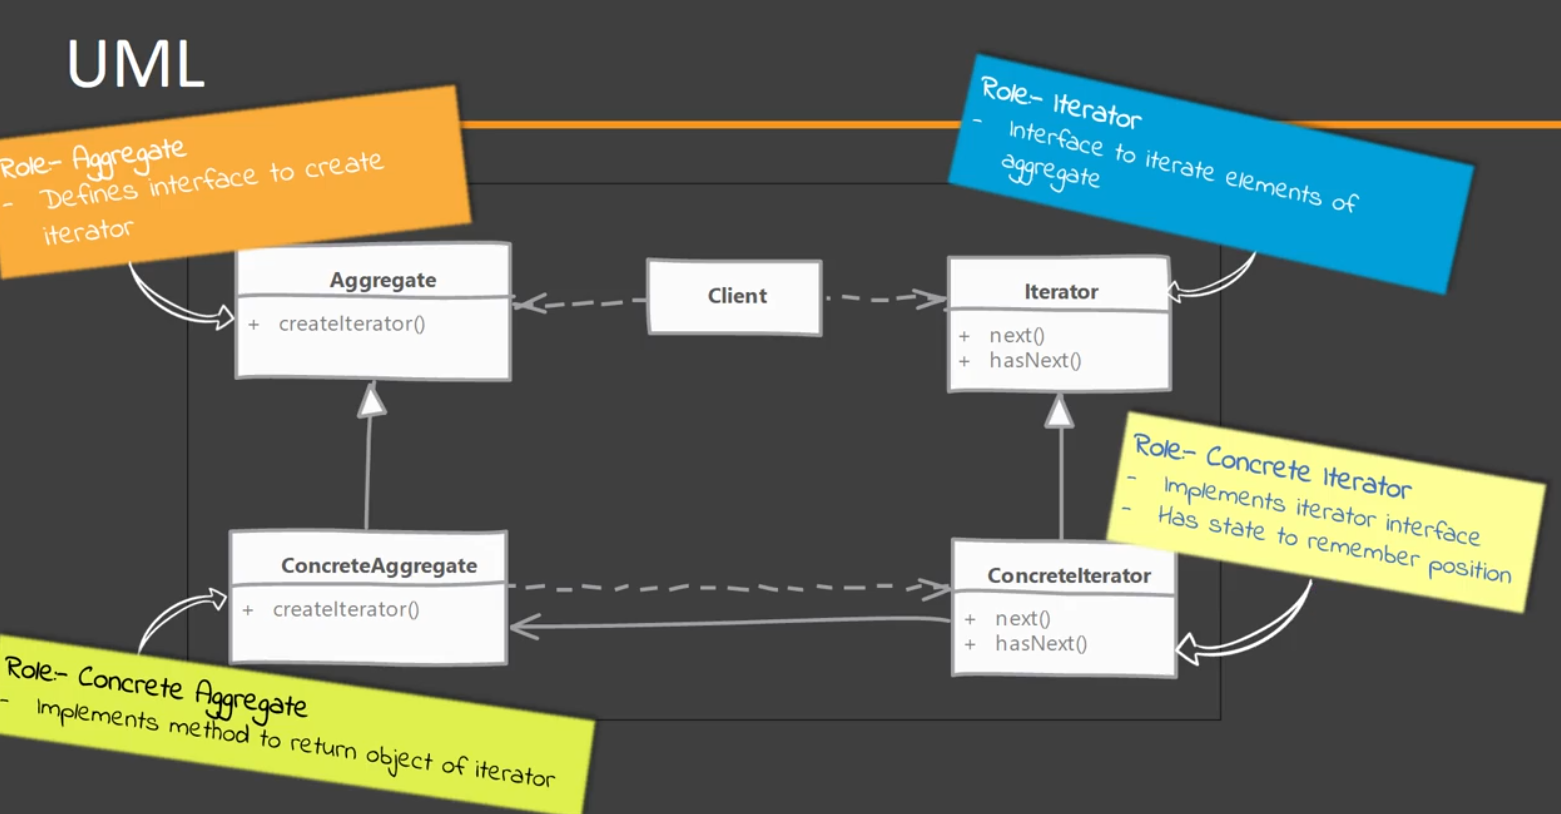 UML
Role:- Aggregate
- Defines interface to create
iterator
Role:- Iterator
- Interface to iterate elements of
aggregate
Aggregate
+ createIterator()
Client
Iterator
+ next()
+ hasNext()
Role:- Concrete Iterator
- Implements iterator interface
- Has state to remember position
ConcreteAggregate
+ createIterator()
ConcreteIterator
+ next()
+ hasNext()
Role:- Concrete Aggregate
- Implements method to return object of iterator